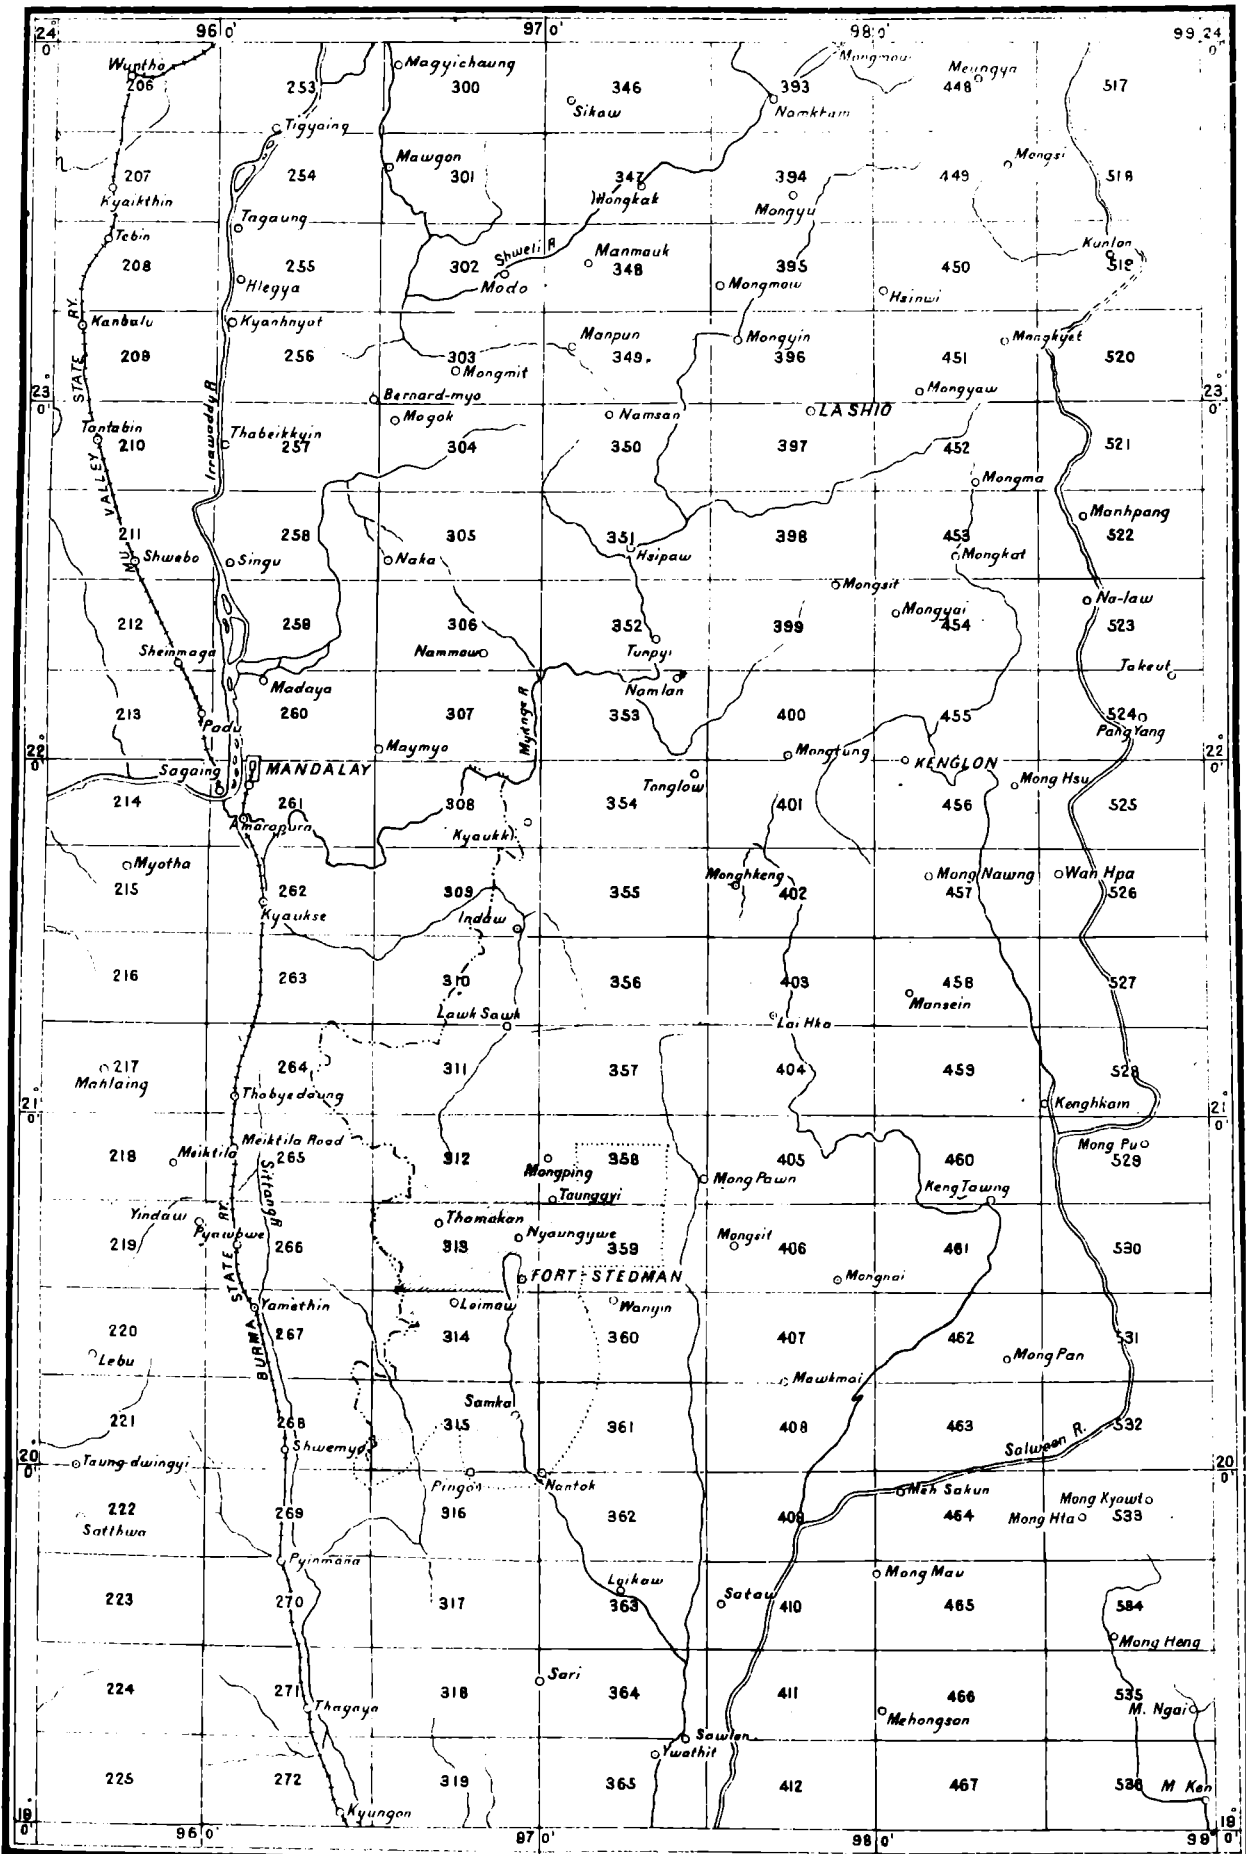 24° 0'
96 0'
97 0'
98 0'
99 24° 0'
Wuntho
206
253
Magyichaung
300
346
Sikaw
393
Namkham
Mongmou
Meungya
448
517
Tigyaing
207
Kyaikthin
254
Mawgon
301
347
Hongkak
394
Mongyu
449
Mongsi
518
Tebin
208
Tagaung
255
Hlegya
302
Shweli R
Modo
Manmauk
348
395
Mongmow
450
Hsinwi
Kunlon
519
RY.
Kanbalu
209
Kyanhnyat
256
303
Mongmit
Manpun
349
Mongyin
396
451
Mongkyet
520
STATE
23° 0'
Irrawaddy R
Bernard-myo
Mogok
Namsan
LASHIO
Mongyaw
23° 0'
Tantabin
210
Thabeikkyin
257
304
350
397
452
521
VALLEY
Mongma
211
MU
Shwebo
258
Singu
305
Naka
351
Hsipaw
398
453
Mongkat
Manhpang
522
Mongsit
212
Sheinmaga
259
306
Nammaw
352
Tunpyi
399
Mongyai
454
Na-law
523
Madaya
Namlan
Jakeut
213
Padu
260
307
Myitnge R
353
400
455
524
Pang Yang
22° 0'
Sagaing
MANDALAY
Maymyo
Mongtung
KENGLON
22° 0'
214
261
Amarapura
308
Kyaukki
354
Tonglow
401
456
Mong Hsu
525
Myotha
215
262
Kyaukse
309
Indaw
355
Monghkeng
402
Mong Nawng
457
Wan Hpa
526
216
263
310
Lawk Sawk
356
403
Lai Hka
458
Mansein
527
217
Mahlaing
264
Thabyedaung
311
357
404
459
Kenghkam
528
21° 0'
21° 0'
218
Meiktila
Meiktila Road
265
312
Mongping
358
405
460
Mong Pu
529
Sittang R
Taunggyi
Mong Pawn
Keng Tawng
RY.
Yindaw
219
Pyawbwe
266
Thamakan
313
Nyaungywe
359
Mongsit
406
461
530
STATE
FORT-STEDMAN
Mongnai
Yamethin
Loimaw
Wanyin
220
Lebu
BURMA
267
314
360
407
462
Mong Pan
531
Mawkmai
Samka
221
268
Shwemyo
315
361
408
463
Salween R.
532
20° 0'
Taung-dwingyi
20° 0'
Pingon
Nantok
Meh Sakun
222
Satthwa
269
316
362
409
464
Mong Kyawt
Mong Hta
533
Pyinmana
Mong Mau
223
270
317
Loikaw
363
Satau
410
465
534
Mong Heng
224
271
Thagaya
318
Sari
364
411
466
Mehongson
535
M. Ngai
Sawlon
Ywathit
225
272
319
365
412
467
536
M Ken
Kyungon
19° 0'
96 0'
97 0'
98 0'
99 0'
19° 0'